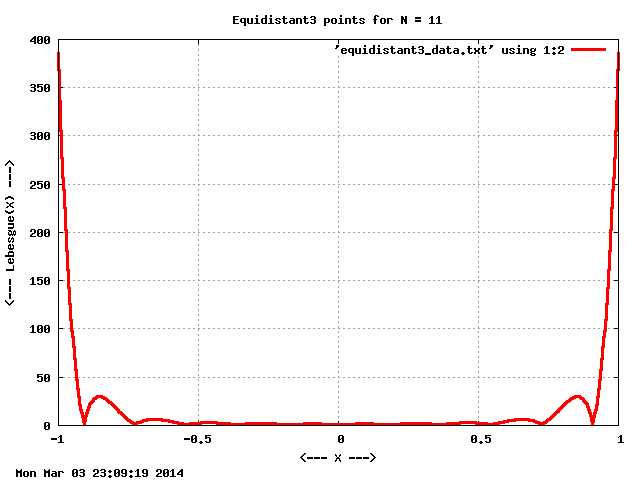 Equidistant3 points for N = 11
'equidistant3_data.txt' using 1:2
400
350
300
250
200
150
100
50
0
<--- Lebesgue(X) --->
-1
-0.5
0
0.5
1
<--- X --->
Mon Mar 03 23:09:19 2014